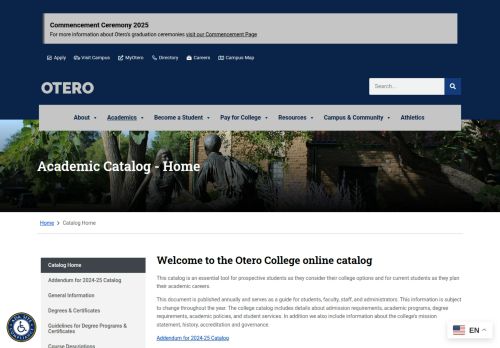 Commencement Ceremony 2025
For more information about Otero's graduation ceremonies visit our Commencement Page
Apply Visit Campus MyOtero Directory Careers Campus Map
OTERO
Search...
About Academics Become a Student Pay for College Resources Campus & Community Athletics
Academic Catalog - Home
Home > Catalog Home
Catalog Home
Addendum for 2024-25 Catalog
General Information
Degrees & Certificates
Guidelines for Degree Programs &
Certificates
Course Descriptions
Welcome to the Otero College online catalog
This catalog is an essential tool for prospective students as they consider their college options and for current students as they plan
their academic careers.
This document is published annually and serves as a guide for students, faculty, staff, and administrators. This information is subject
to change throughout the year. The college catalog includes details about admission requirements, academic programs, degree
requirements, academic policies, and student services. In addition we also include information about the college's mission
statement, history, accreditation and governance.
Addendum for 2024-25 Catalog
EN